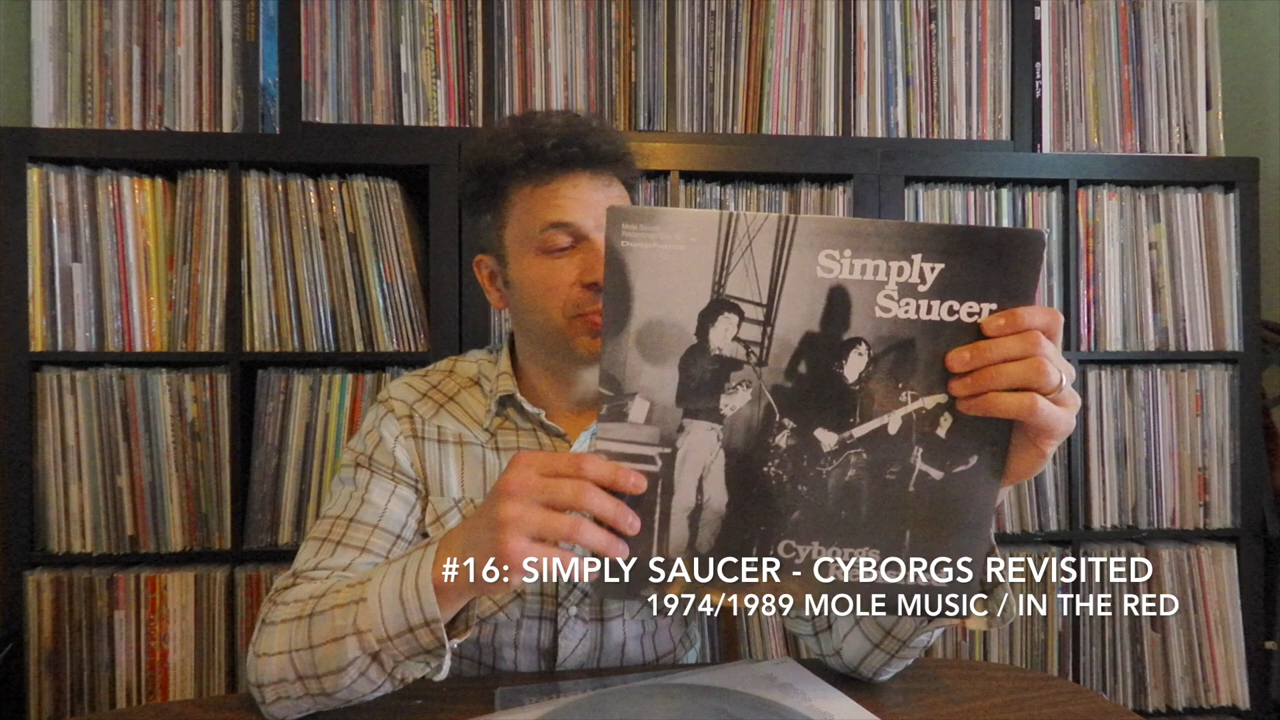 Simply
Saucer
Cyborgs
#16: SIMPLY SAUCER - CYBORGS REVISITED
1974/1989 MOLE MUSIC / IN THE RED